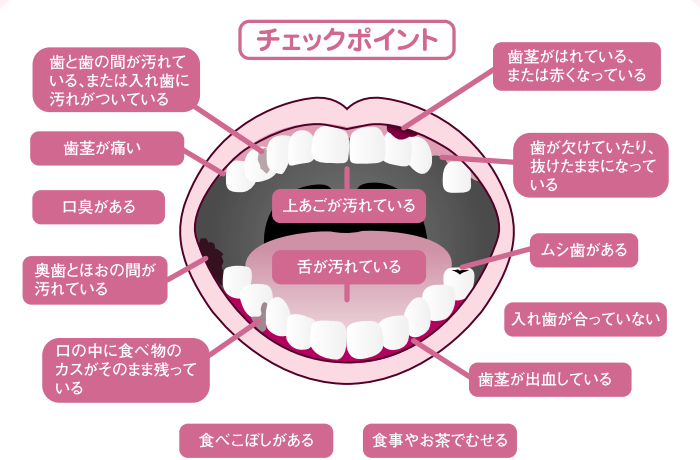 チェックポイント
歯と歯の間が汚れて
いる、または入れ歯に
汚れがついている
歯茎がはれている、
または赤くなっている
歯茎が痛い
歯が欠けていたり、
抜けたままになって
いる
口臭がある
上あごが汚れている
ムシ歯がある
奥歯とほおの間が
汚れている
舌が汚れている
入れ歯が合っていない
口の中に食べ物の
カスがそのまま残って
いる
歯茎が出血している
食べこぼしがある
食事やお茶でむせる